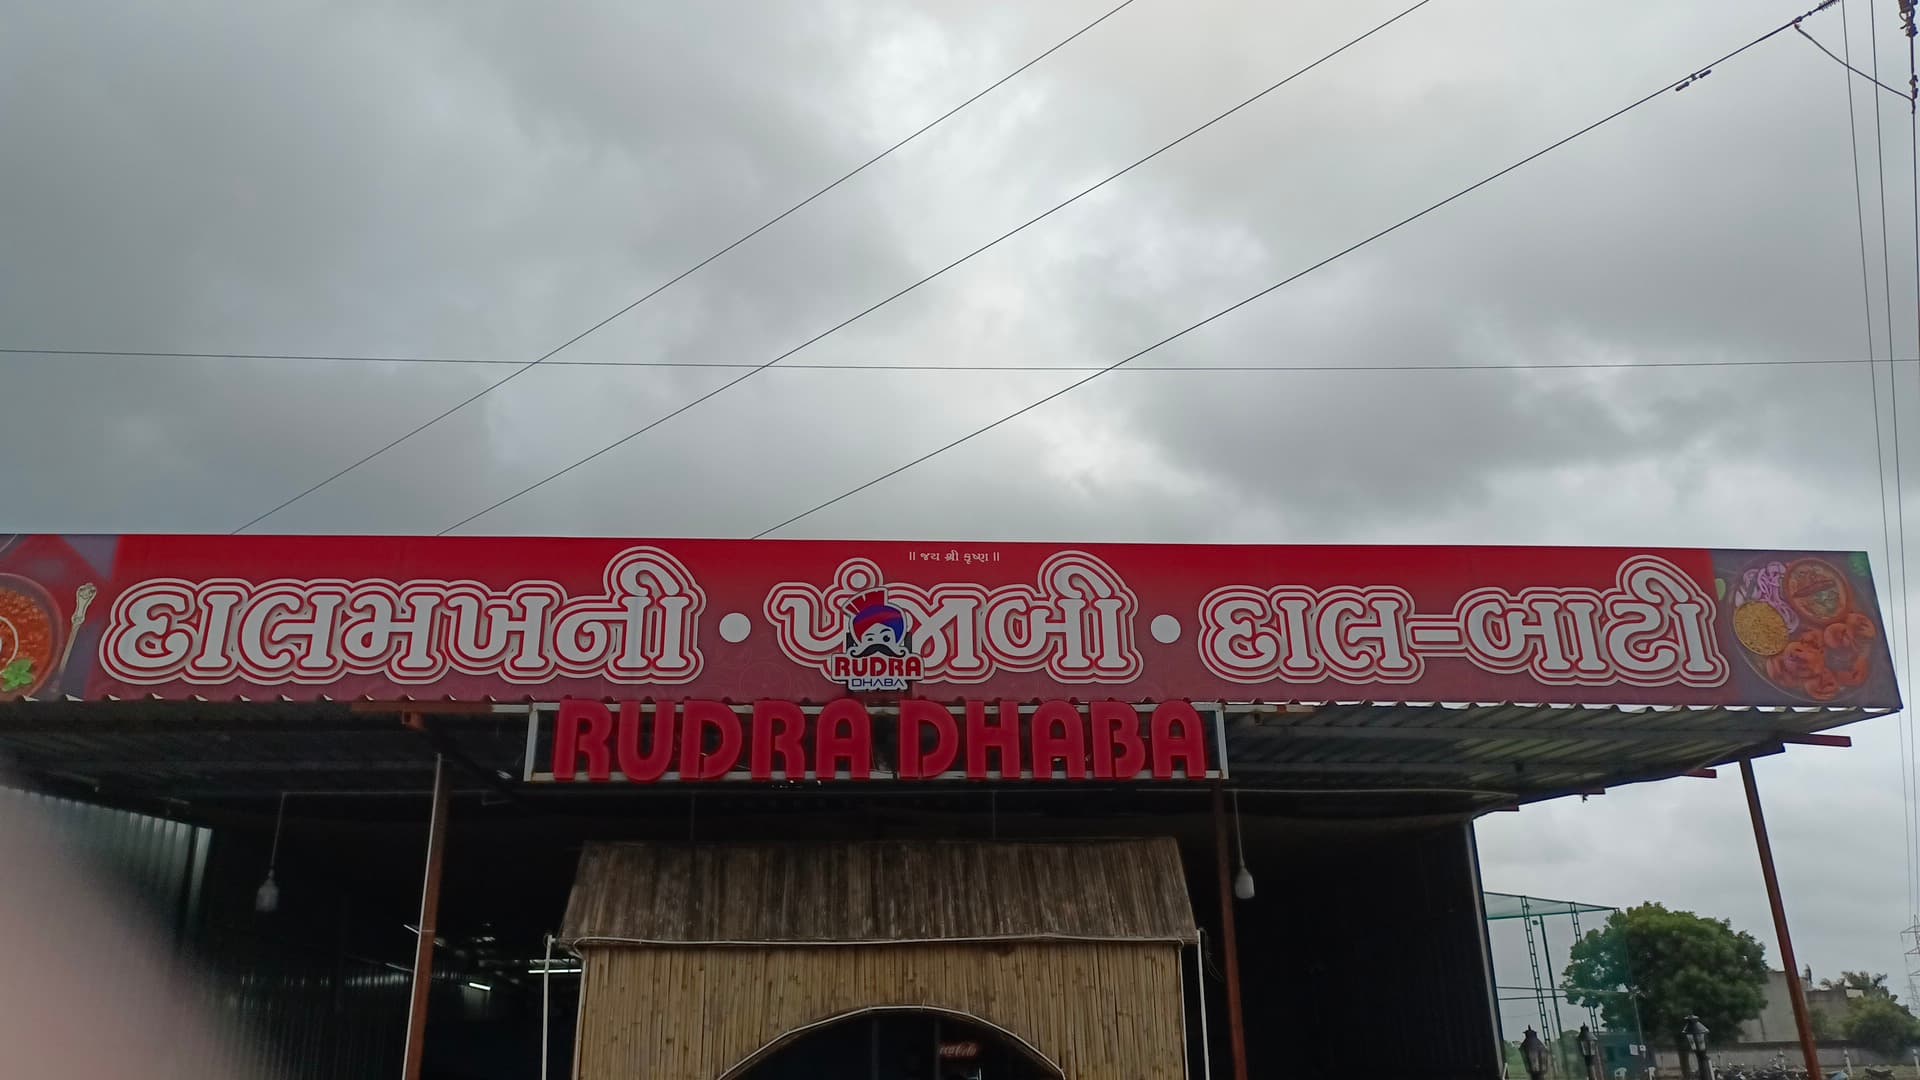 ॥ જય શ્રી કૃષ્ણ ॥
દાલમખની • પંજાબી • દાલ-બાટી
RUDRA
DHABA
RUDRA DHABA